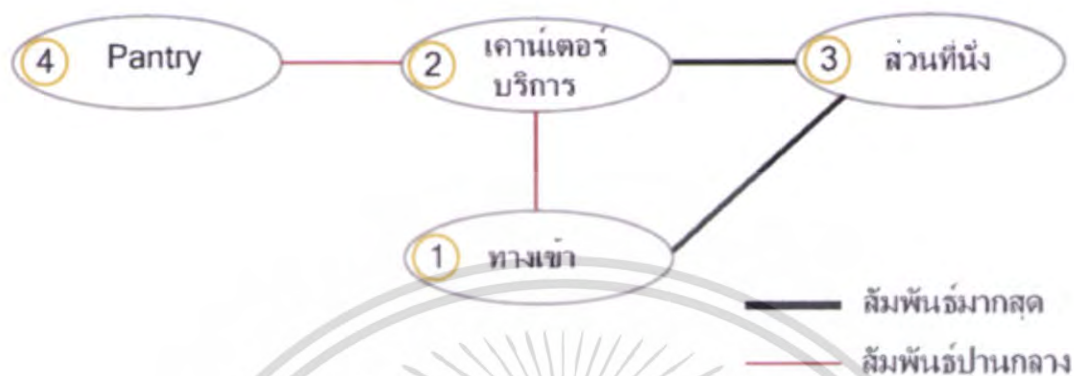 4 Pantry
2 เคาน์เตอร์
บริการ
3 ส่วนที่นั่ง
1 ทางเข้า
สัมพันธ์มากสุด
สัมพันธ์ปานกลาง